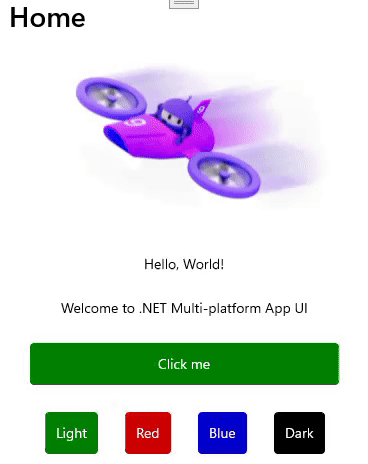 Home
Hello, World!
Welcome to .NET Multi-platform App UI
Click me
Light Red Blue Dark